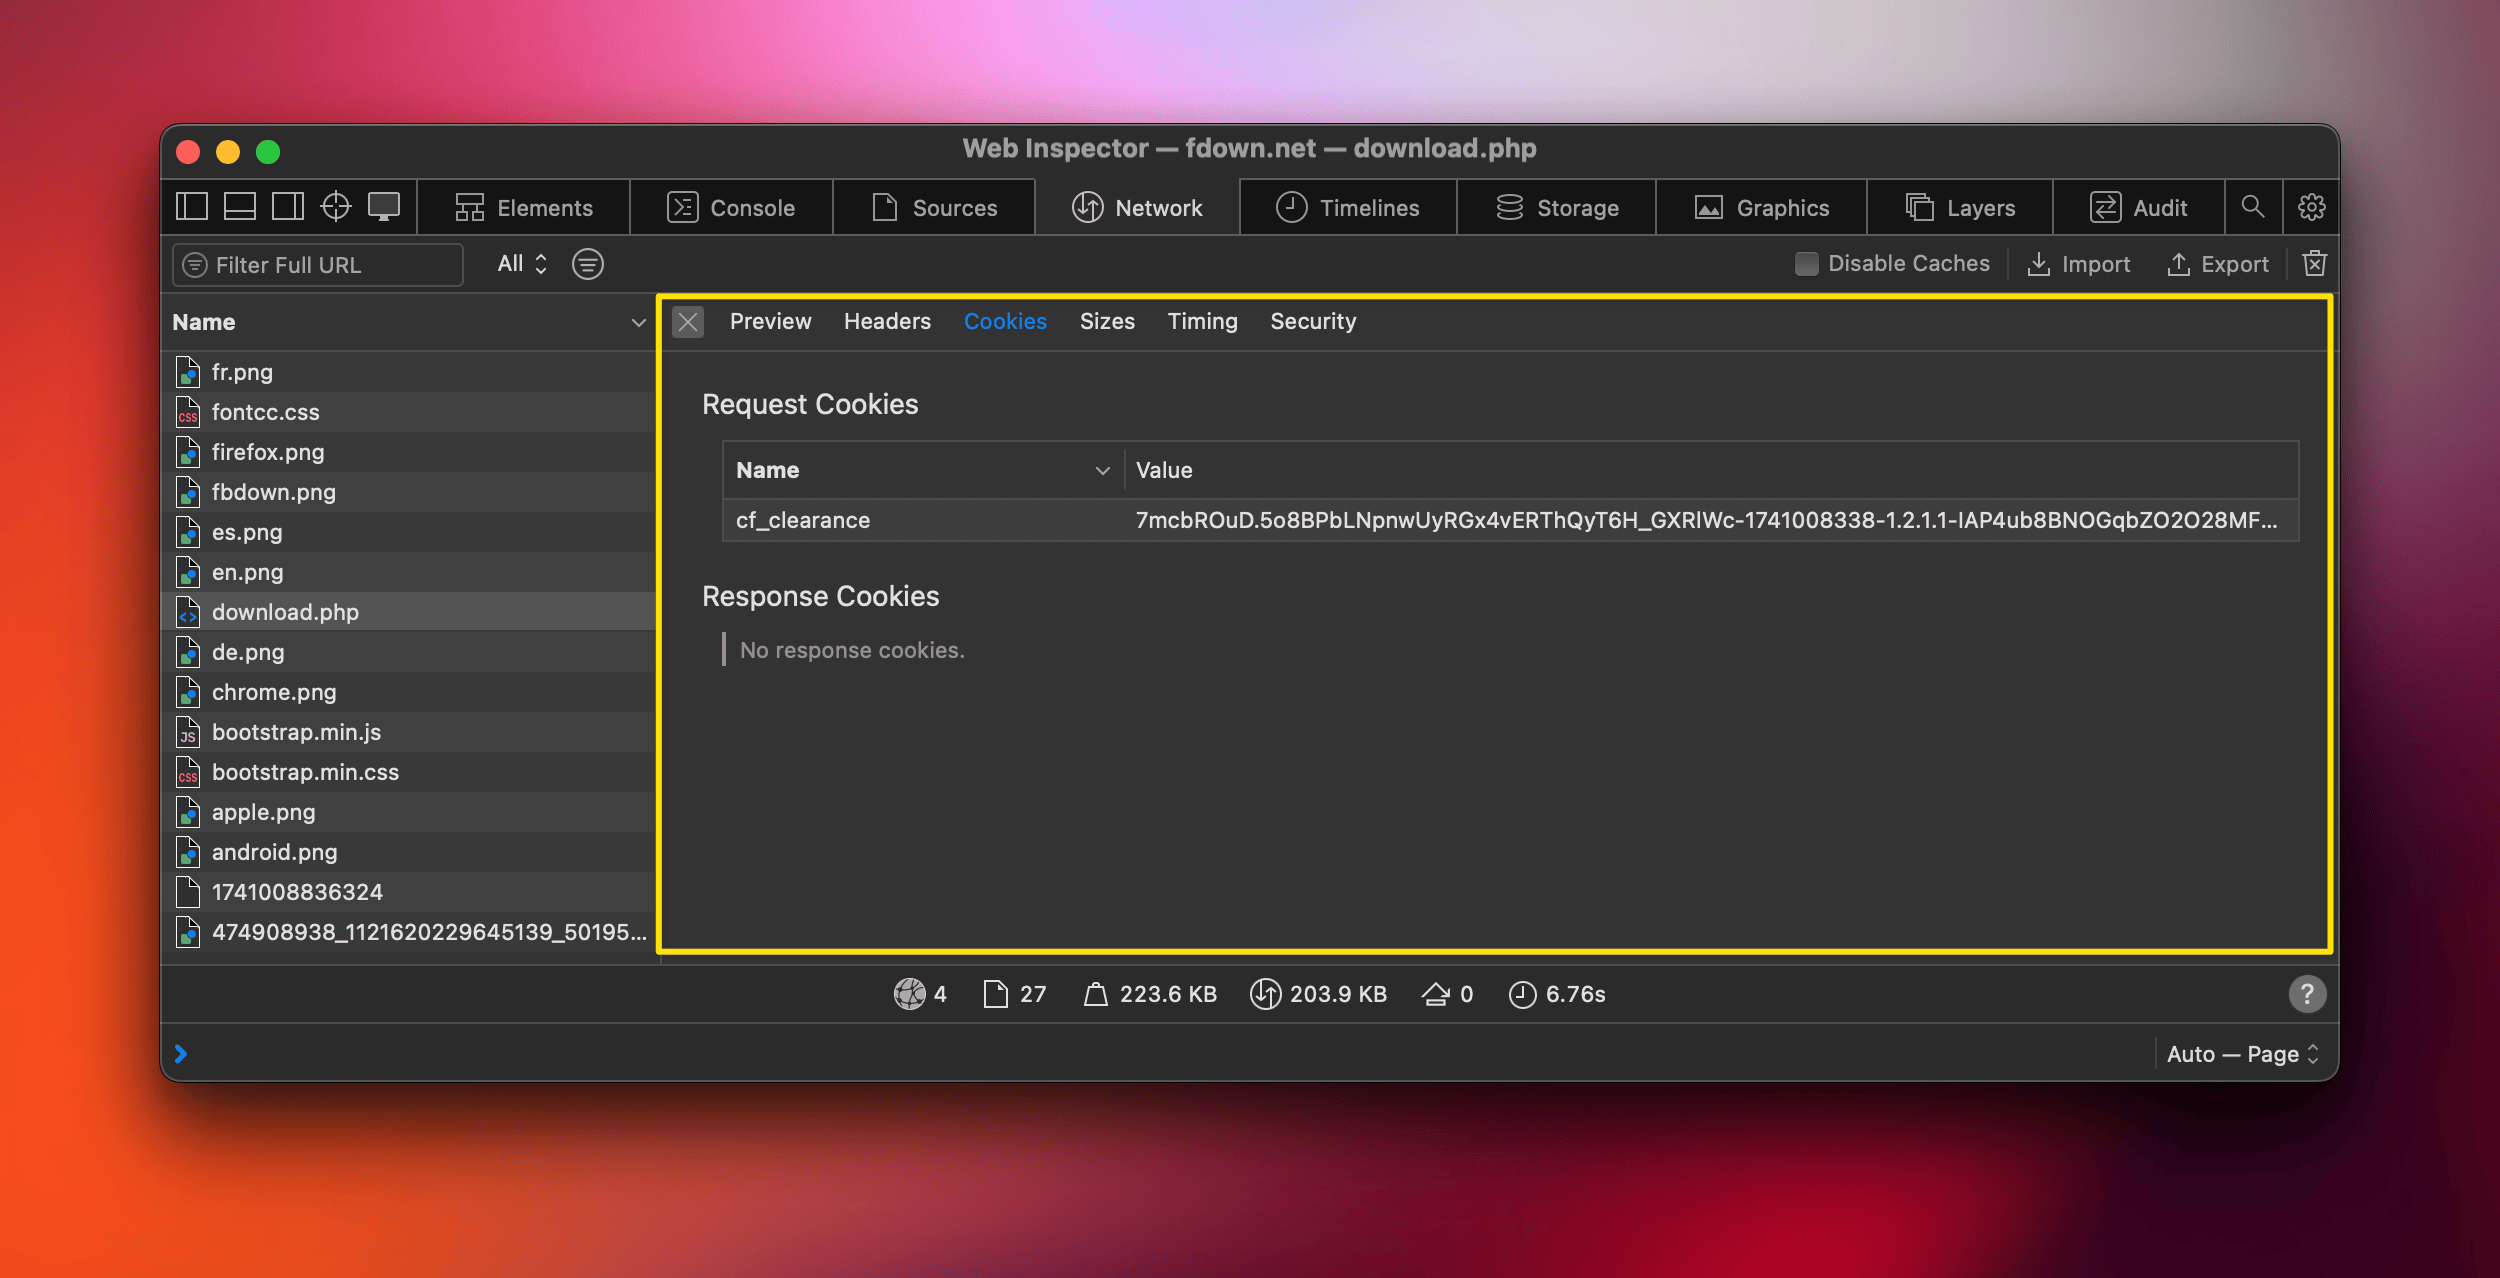 Web Inspector — fdown.net — download.php
Elements Console Sources Network Timelines Storage Graphics Layers Audit
Filter Full URL All Disable Caches Import Export
Name
fr.png
fontcc.css
firefox.png
fbdown.png
es.png
en.png
download.php
de.png
chrome.png
bootstrap.min.js
bootstrap.min.css
apple.png
android.png
1741008836324
474908938_1121620229645139_50195...
Preview Headers Cookies Sizes Timing Security
Request Cookies
Name Value
cf_clearance 7mcbROuD.5o8BPbLNpnwUyRGx4vERThQyT6H_GXRlWc-1741008338-1.2.1.1-IAP4ub8BNOGqbZO2O28MF...
Response Cookies
No response cookies.
4 27 223.6 KB 203.9 KB 0 6.76s ?
Auto — Page